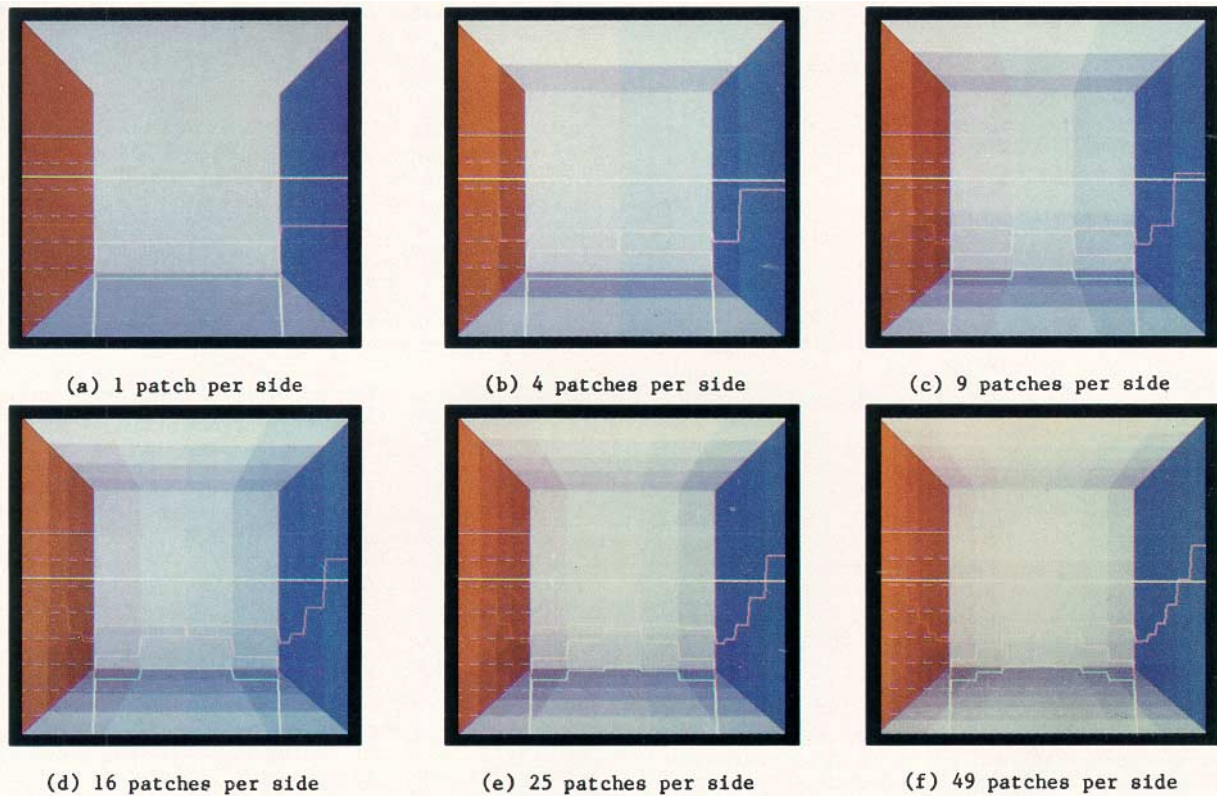 (a) 1 patch per side
(b) 4 patches per side
(c) 9 patches per side
(d) 16 patches per side
(e) 25 patches per side
(f) 49 patches per side